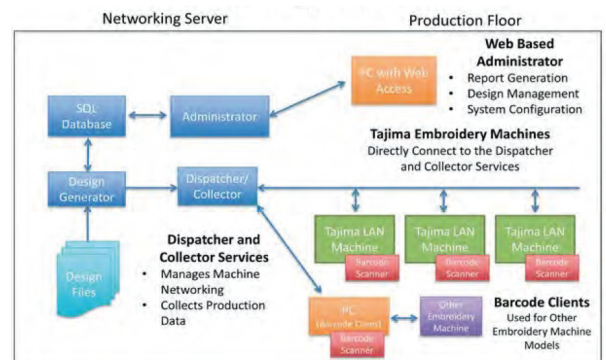 Networking Server
Production Floor
Web Based
Administrator
• Report Generation
• Design Management
• System Configuration
PC with Web
Access
SQL
Database
Administrator
Tajima Embroidery Machines
Directly Connect to the Dispatcher
and Collector Services
Design
Generator
Dispatcher/
Collector
Tajima LAN
Machine
Barcode
Scanner
Tajima LAN
Machine
Barcode
Scanner
Tajima LAN
Machine
Barcode
Scanner
Design
Files
Dispatcher and
Collector Services
• Manages Machine
Networking
• Collects Production
Data
PC
(Barcode Client)
Barcode
Scanner
Other
Embroidery
Machine
Barcode Clients
Used for Other
Embroidery Machine
Models